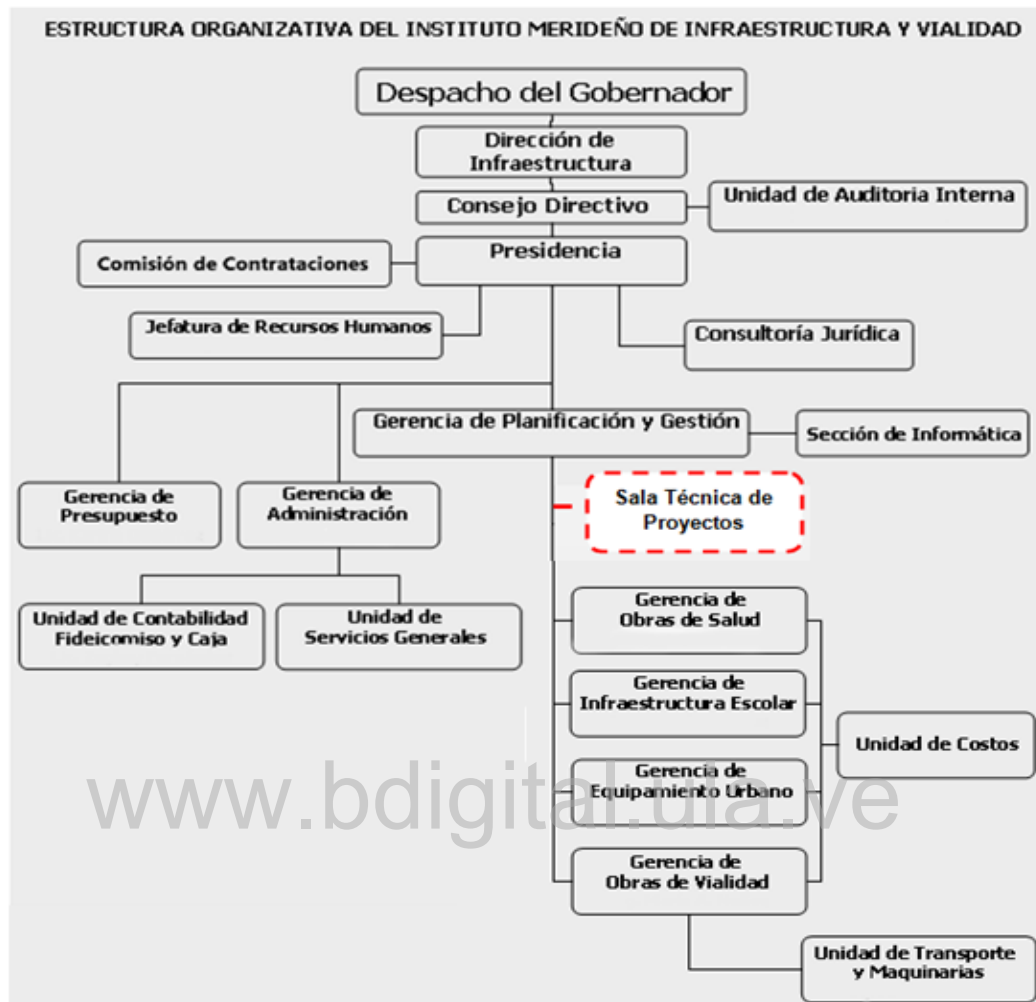 ESTRUCTURA ORGANIZATIVA DEL INSTITUTO MERIDEÑO DE INFRAESTRUCTURA Y VIALIDAD
Despacho del Gobernador
Dirección de
Infraestructura
Consejo Directivo
Unidad de Auditoria Interna
Presidencia
Comisión de Contrataciones
Jefatura de Recursos Humanos
Consultoría Jurídica
Gerencia de Planificación y Gestión
Sección de Informática
Gerencia de
Presupuesto
Gerencia de
Administración
Sala Técnica de
Proyectos
Unidad de Contabilidad
Fideicomiso y Caja
Unidad de
Servicios Generales
Gerencia de
Obras de Salud
Gerencia de
Infraestructura Escolar
Unidad de Costos
Gerencia de
Equipamiento Urbano
www.bdigital.ula.ve
Gerencia de
Obras de Vialidad
Unidad de Transporte
y Maquinarias